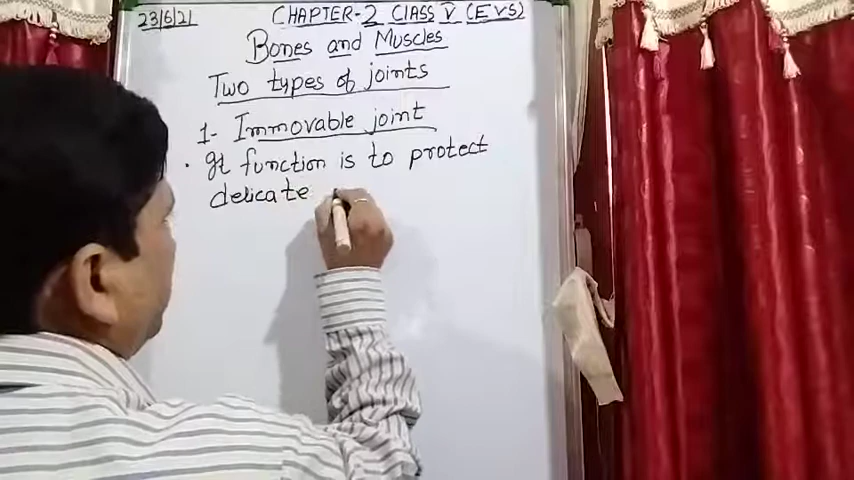 23/6/21
CHAPTER-2 CLASS V (EVS)
BONES and MUSCLES
Two types of joints
1- Immovable joint
• It function is to protect
delicate